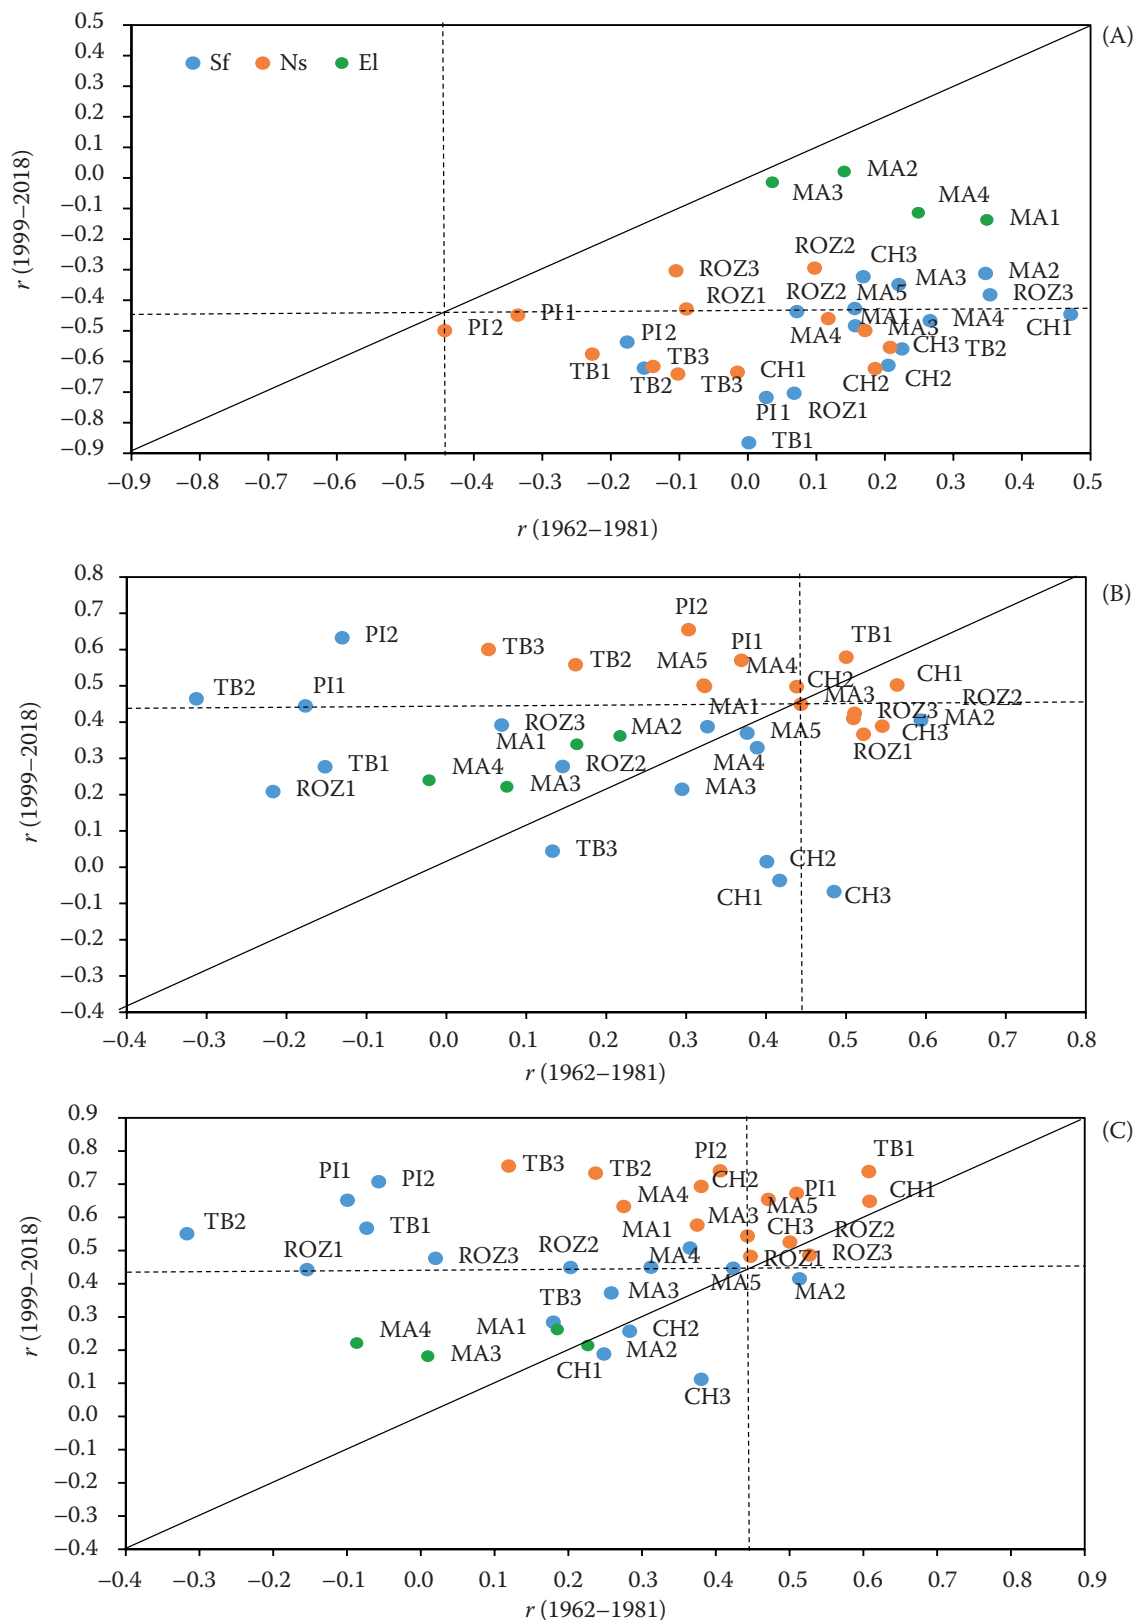 (A)
0.5
0.4
0.3
0.2
0.1
0.0
−0.1
−0.2
−0.3
−0.4
−0.5
−0.6
−0.7
−0.8
−0.9
r (1999–2018)
Sf Ns El
MA2
MA3
MA4
MA1
ROZ2 CH3
ROZ3 MA3 MA2
ROZ1 ROZ2 MA5 ROZ3
PI1 MA1
PI2 PI2 MA4 MA3 MA4 CH1
TB1 TB3 CH3 TB2
TB2 TB3 CH1 CH2 CH2
PI1 ROZ1
TB1
−0.9 −0.8 −0.7 −0.6 −0.5 −0.4 −0.3 −0.2 −0.1 0.0 0.1 0.2 0.3 0.4 0.5
r (1962–1981)
(B)
0.8
0.7
0.6
0.5
0.4
0.3
0.2
0.1
0.0
−0.1
−0.2
−0.3
−0.4
r (1999–2018)
PI2
PI2 TB3 PI1 TB1
TB2 MA5 MA4 CH1
TB2 PI1 CH2
MA1 MA3 ROZ2
ROZ3 MA2 MA5 ROZ3 MA2
MA1 CH3
TB1 MA4 ROZ2 MA4 ROZ1
ROZ1 MA3 MA3
TB3 CH2
CH1 CH3
−0.4 −0.3 −0.2 −0.1 0.0 0.1 0.2 0.3 0.4 0.5 0.6 0.7 0.8
r (1962–1981)
(C)
0.9
0.8
0.7
0.6
0.5
0.4
0.3
0.2
0.1
0.0
−0.1
−0.2
−0.3
−0.4
r (1999–2018)
PI2 TB1
PI1 PI2 TB3 TB2 CH2
MA4 PI1 CH1
TB2 TB1 MA1 MA3 MA5
CH3 ROZ2
ROZ1 ROZ3 ROZ2 MA4 ROZ1 ROZ3
MA3 MA5 MA2
TB3
MA4 MA1 CH2
MA3 CH1 MA2
CH3
−0.4 −0.3 −0.2 −0.1 0.1 0.2 0.3 0.4 0.5 0.6 0.7 0.8 0.9
r (1962–1981)